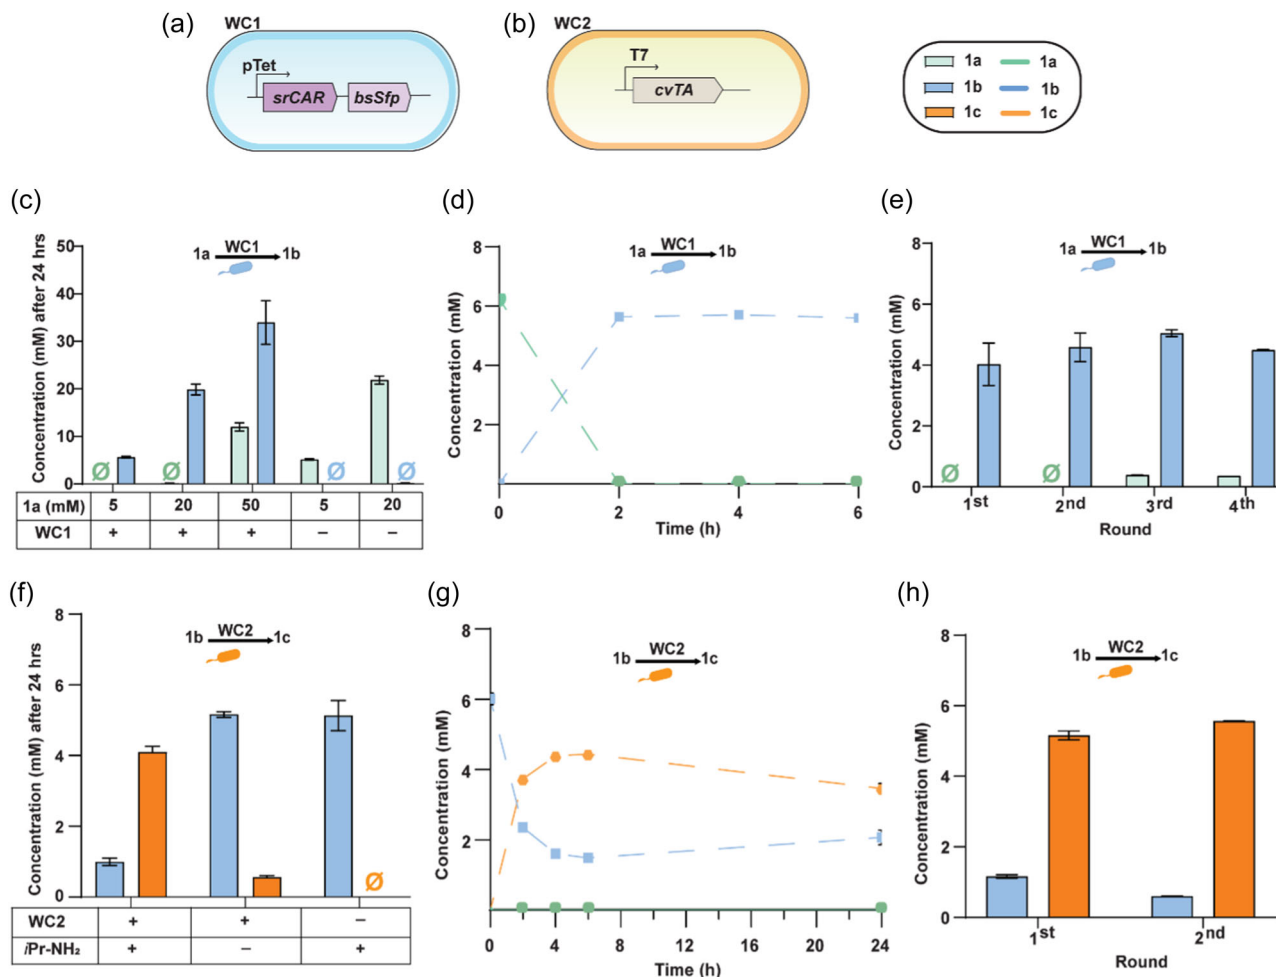 (a)
WC1
pTet
srCAR
bsSfp
(b)
WC2
T7
cvTA
1a 1a
1b 1b
1c 1c
(c)
Concentration (mM) after 24 hrs
50
40
30
20
10
0
1a WC1 1b
Ø Ø Ø Ø
1a (mM) 5 20 50 5 20
WC1 + + + – –
(d)
Concentration (mM)
8
6
4
2
1a WC1 1b
0 2 4 6
Time (h)
(e)
Concentration (mM)
8
6
4
2
0
1a WC1 1b
Ø Ø
1st 2nd 3rd 4th
Round
(f)
Concentration (mM) after 24 hrs
8
6
4
2
0
1b WC2 1c
Ø
WC2 + + –
iPr-NH₂ + – +
(g)
Concentration (mM)
8
6
4
2
0
1b WC2 1c
0 4 8 12 16 20 24
Time (h)
(h)
Concentration (mM)
8
6
4
2
0
1b WC2 1c
1st 2nd
Round